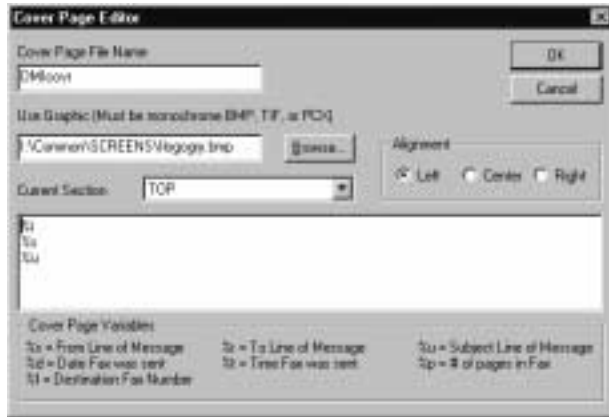 Cover Page Editor
Cover Page File Name
OK
Cancel
Use Graphic (Must be monochrome BMP, TIF, or PCX)
Browse...
Alignment
Left Center Right
Current Section TOP
%s
%u
Cover Page Variables
= From Line of Message = To Line of Message %u = Subject Line of Message
%d = Date Fax was sent = Time Fax was sent %p = # of pages in Fax
= Destination Fax Number